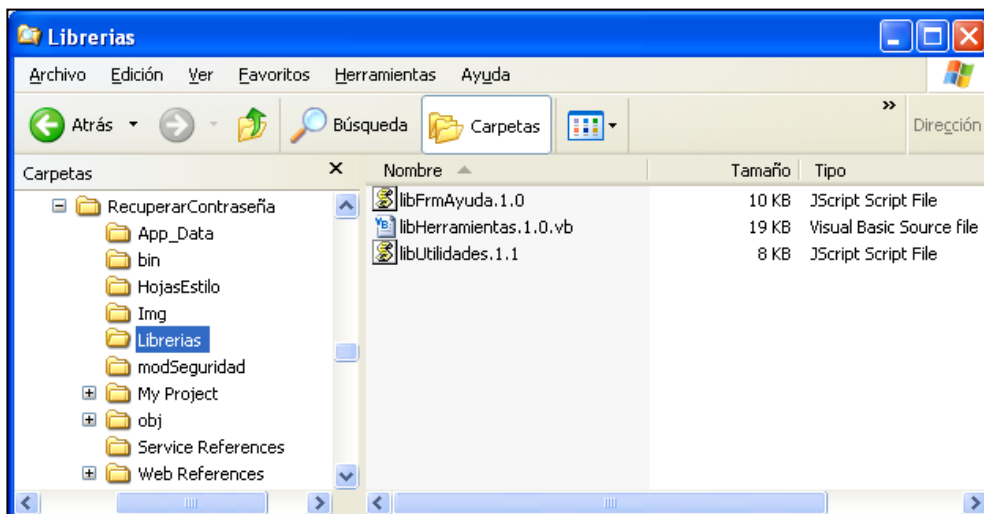 Librerias
Archivo Edición Ver Favoritos Herramientas Ayuda
Atrás Búsqueda Carpetas » Dirección
Carpetas × Nombre Tamaño Tipo
RecuperarContraseña
App_Data
bin
HojasEstilo
Img
Librerias
modSeguridad
My Project
obj
Service References
Web References
libFrmAyuda.1.0 10 KB JScript Script File
libHerramientas.1.0.vb 19 KB Visual Basic Source file
libUtilidades.1.1 8 KB JScript Script File